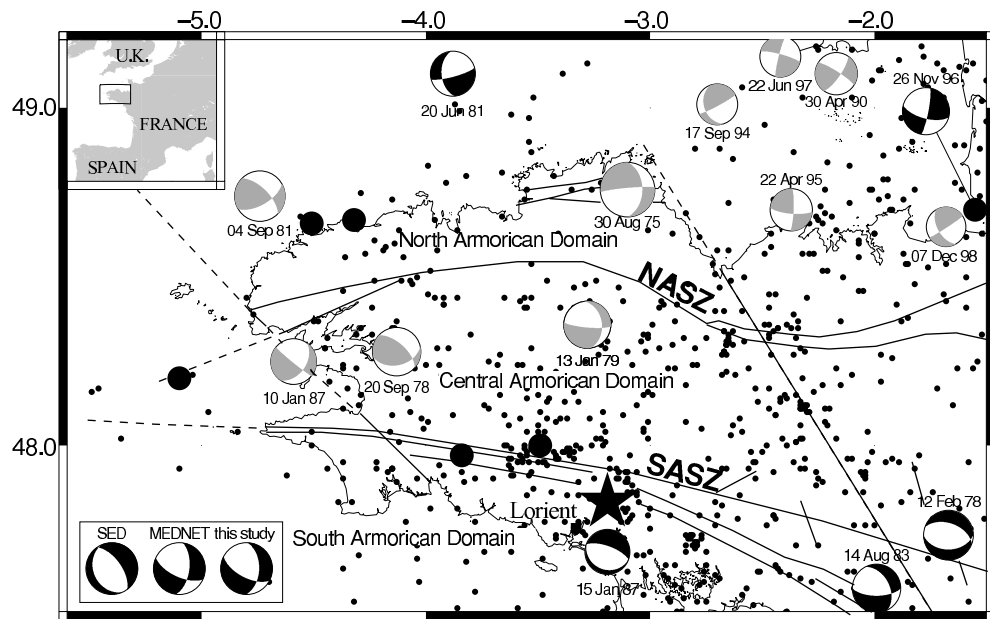 -5.0
-4.0
-3.0
-2.0
49.0
48.0
U.K.
FRANCE
SPAIN
20 Jun 81
22 Jun 97
30 Apr 90
26 Nov 96
17 Sep 94
04 Sep 81
30 Aug 75
22 Apr 95
07 Dec 98
North Armorican Domain
NASZ
10 Jan 87
20 Sep 78
13 Jan 79
Central Armorican Domain
SASZ
Lorient
South Armorican Domain
15 Jan 87
12 Feb 78
14 Aug 83
SED MEDNET this study